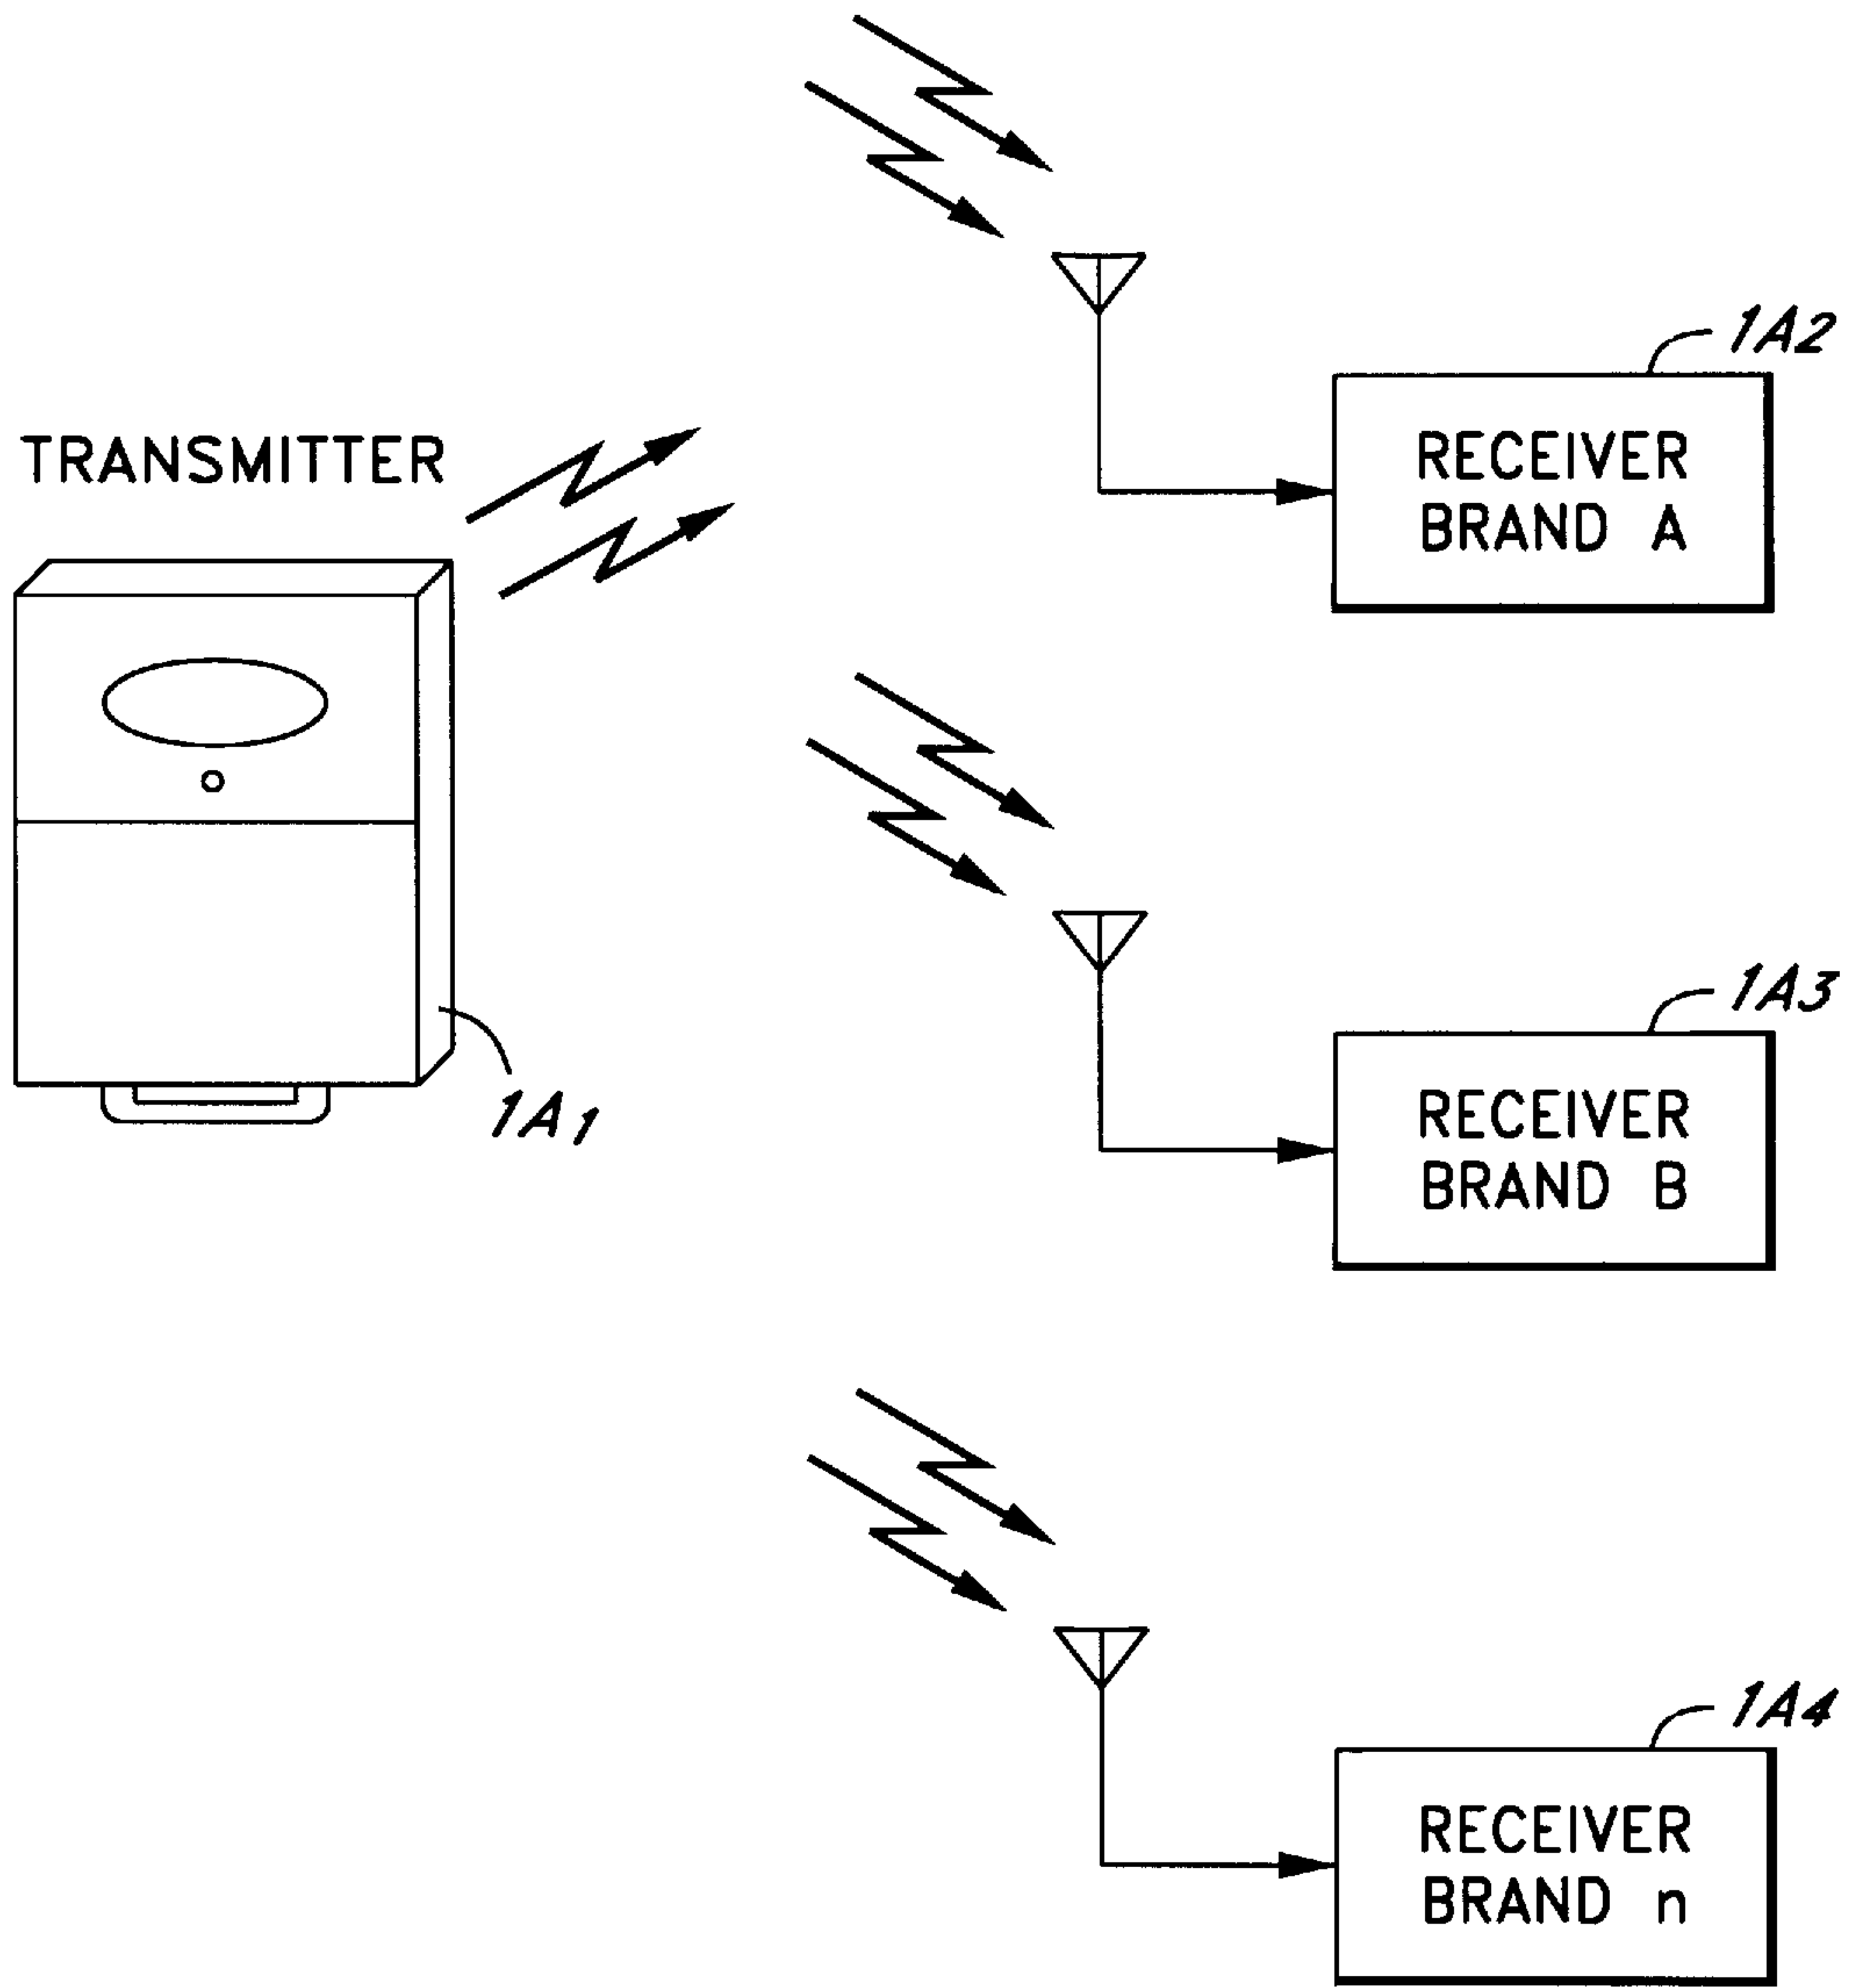 TRANSMITTER
1A1
1A2
RECEIVER
BRAND A
1A3
RECEIVER
BRAND B
1A4
RECEIVER
BRAND n